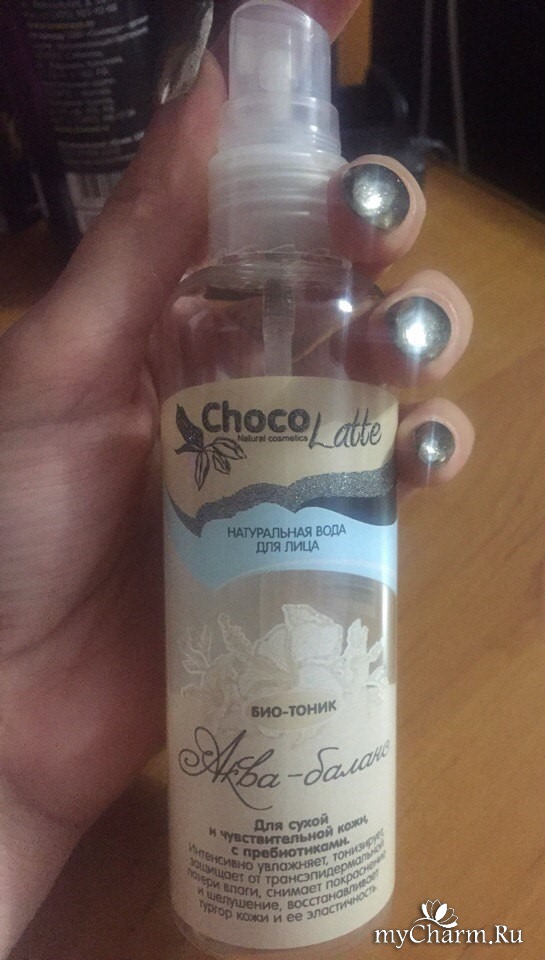 Choco Latte
Natural cosmetics
НАТУРАЛЬНАЯ ВОДА
ДЛЯ ЛИЦА
БИО-ТОНИК
Аква-баланс
Для сухой
и чувствительной кожи,
с пребиотиками.
Интенсивно увлажняет, тонизирует,
защищает от трансэпидермальной
потери влаги, снимает покраснение
и шелушение, восстанавливает
тургор кожи и ее эластичность.
myCharm.Ru